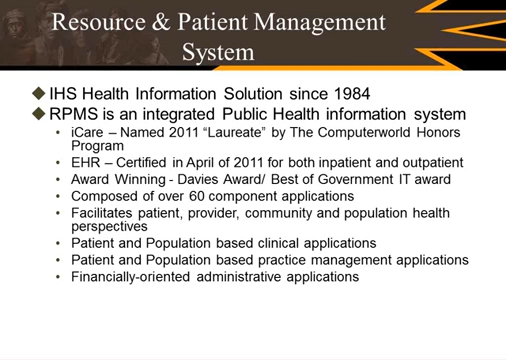 Resource & Patient Management
System
IHS Health Information Solution since 1984
RPMS is an integrated Public Health information system
iCare – Named 2011 “Laureate” by The Computerworld Honors
Program
EHR – Certified in April of 2011 for both inpatient and outpatient
Award Winning - Davies Award/ Best of Government IT award
Composed of over 60 component applications
Facilitates patient, provider, community and population health
perspectives
Patient and Population based clinical applications
Patient and Population based practice management applications
Financially-oriented administrative applications